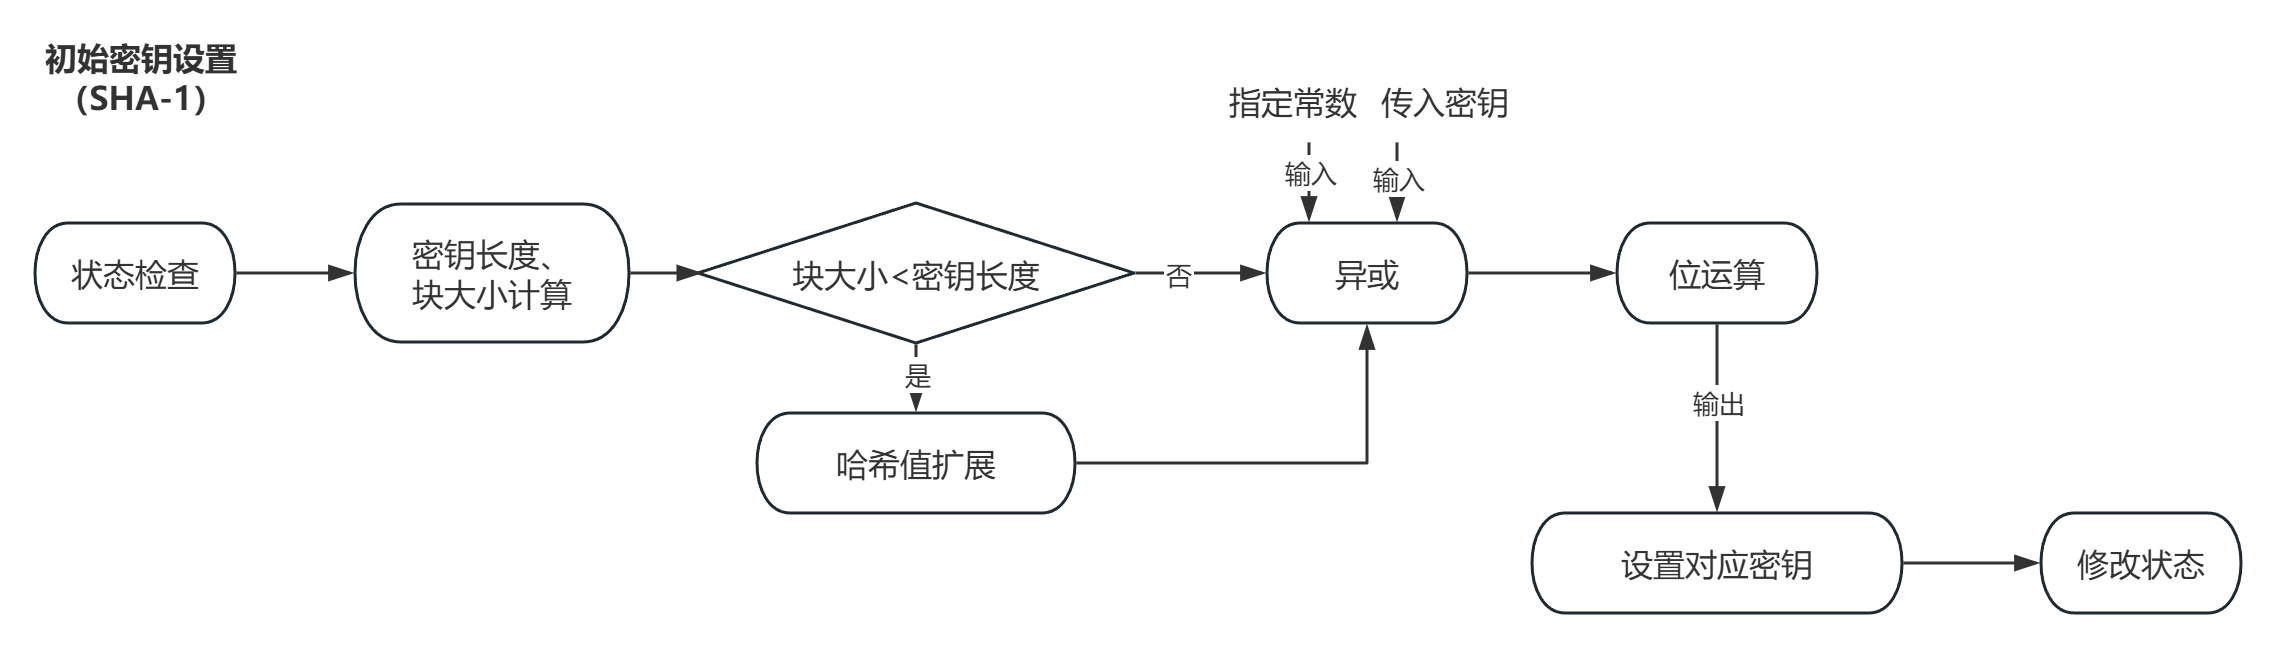 初始密钥设置
(SHA-1)
指定常数
传入密钥
输入
输入
状态检查
密钥长度、
块大小计算
块大小<密钥长度
否
异或
位运算
是
输出
哈希值扩展
设置对应密钥
修改状态